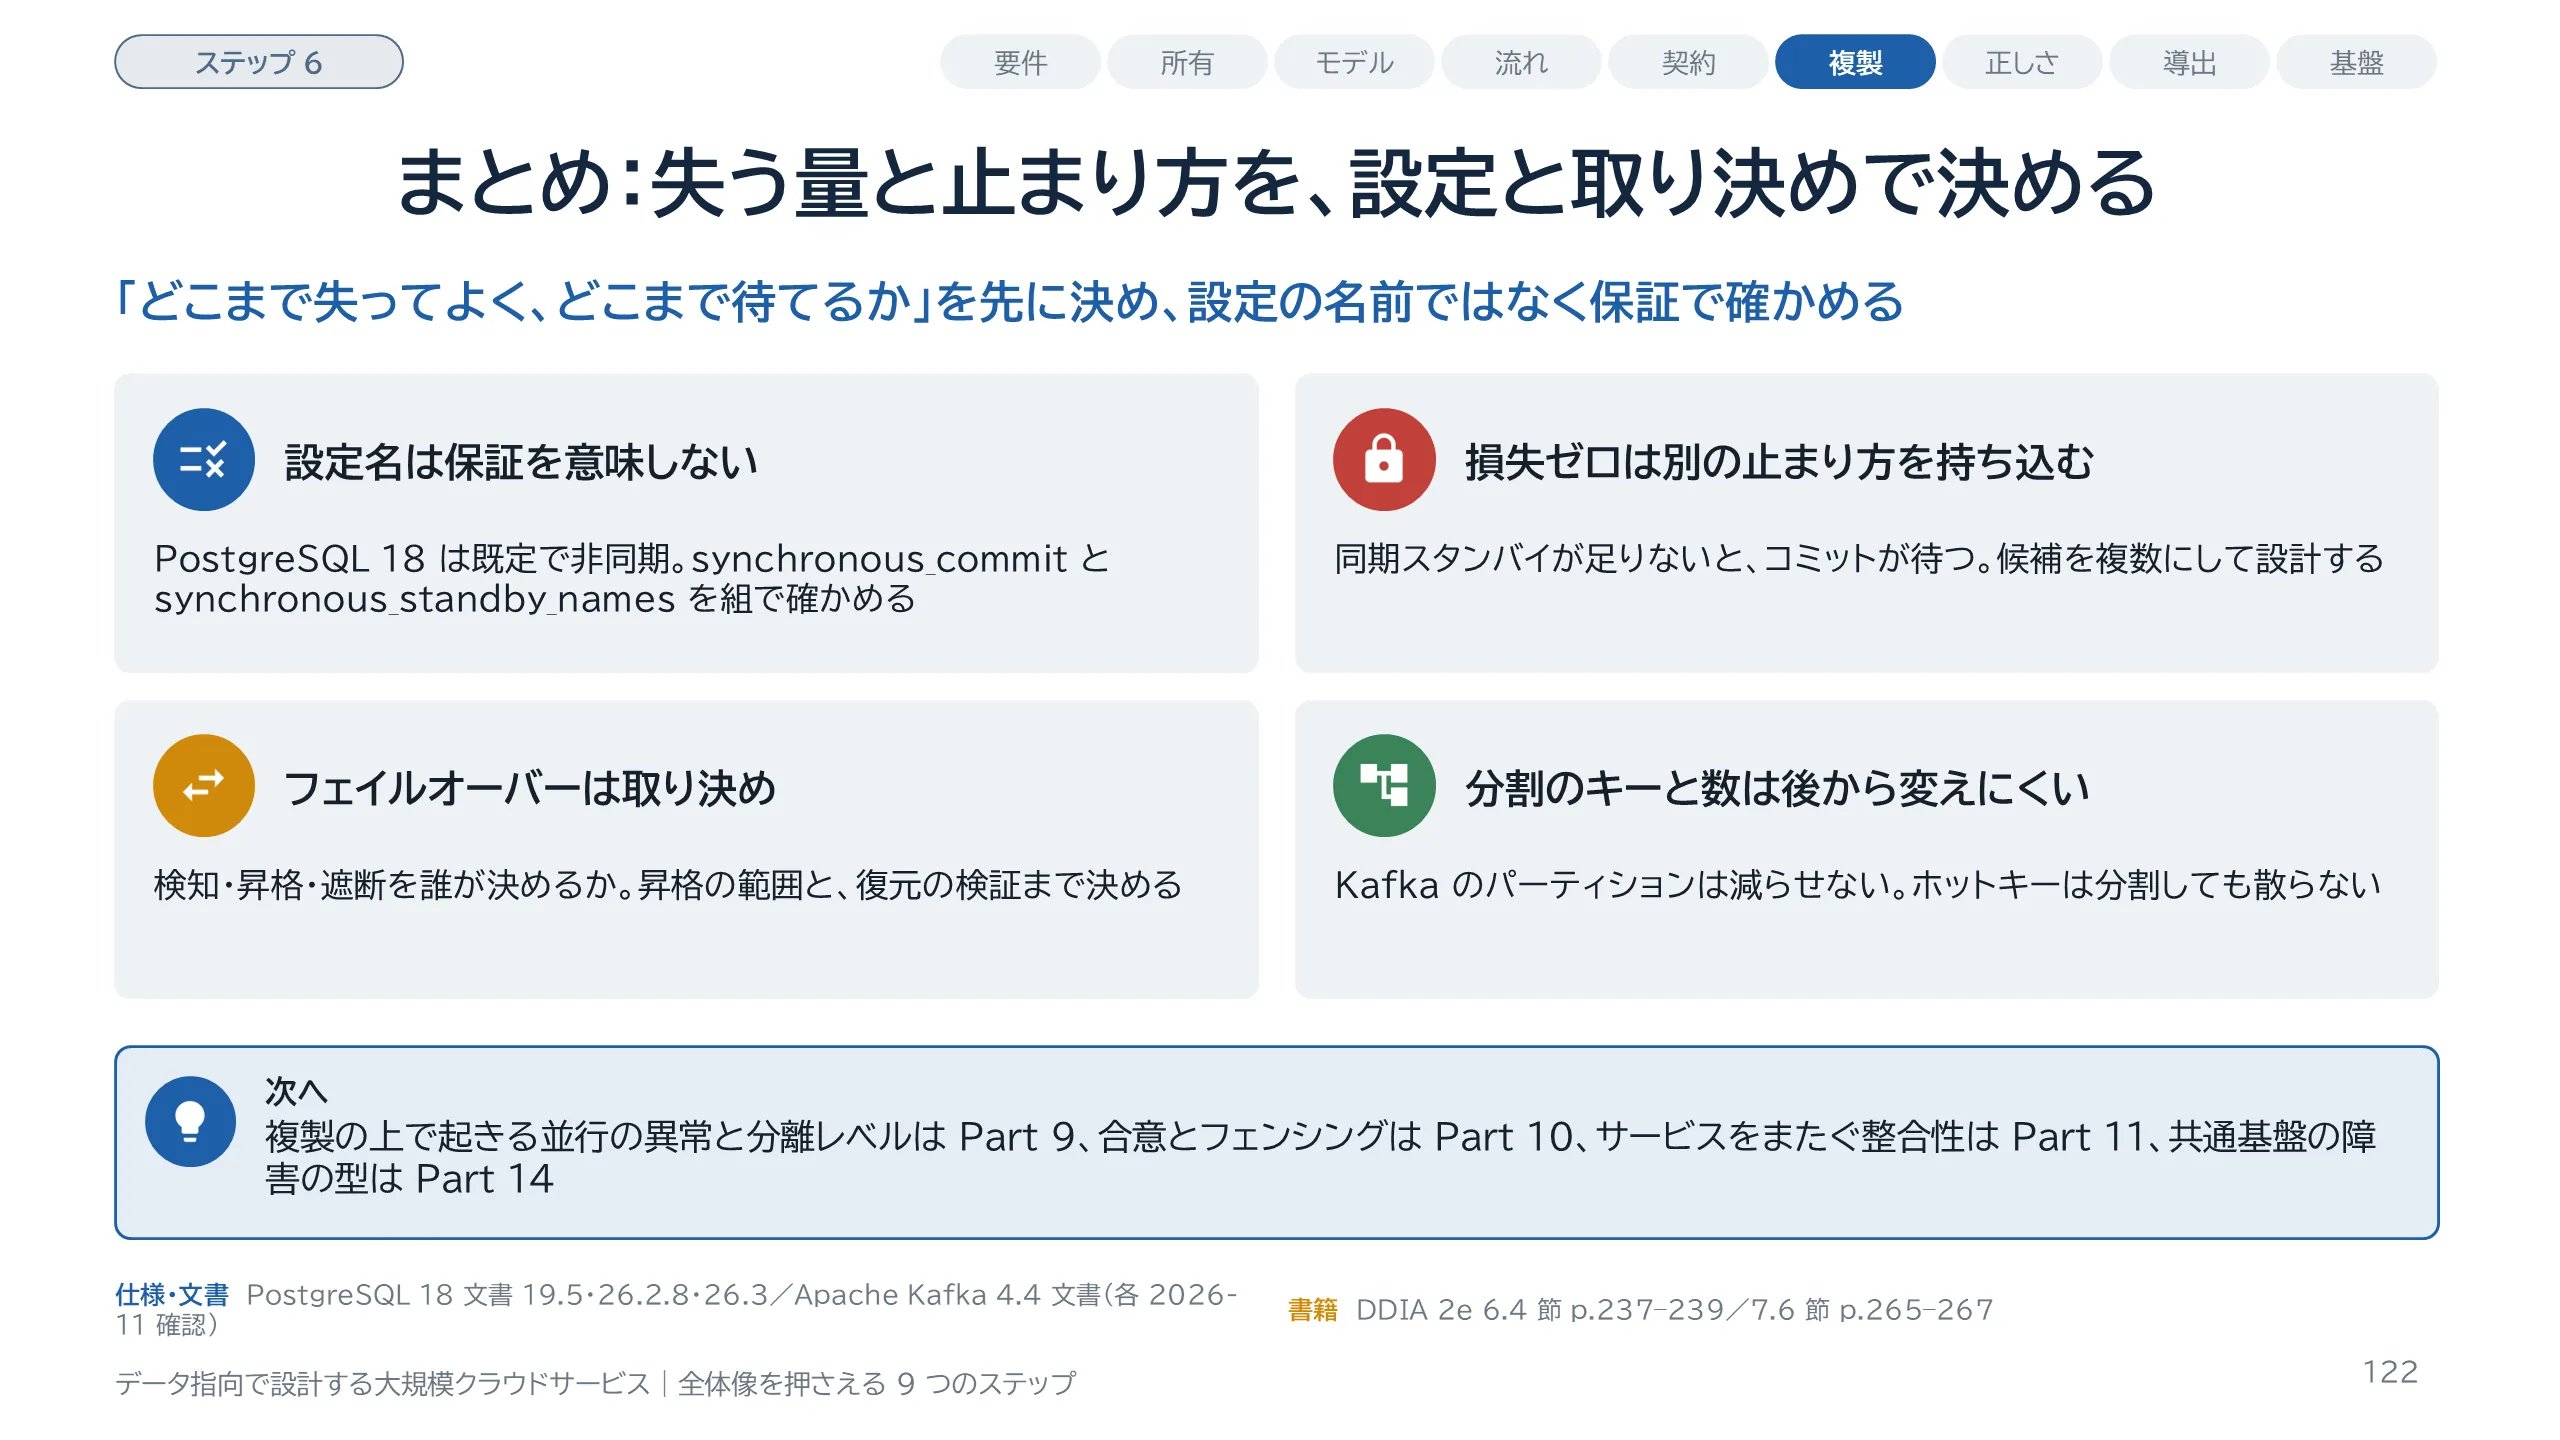 ステップ 6
要件
所有
モデル
流れ
契約
複製
正しさ
導出
基盤
まとめ：失う量と止まり方を、設定と取り決めで決める
「どこまで失ってよく、どこまで待てるか」を先に決め、設定の名前ではなく保証で確かめる
設定名は保証を意味しない
PostgreSQL 18 は既定で非同期。synchronous_commit と
synchronous_standby_names を組で確かめる
損失ゼロは別の止まり方を持ち込む
同期スタンバイが足りないと、コミットが待つ。候補を複数にして設計する
フェイルオーバーは取り決め
検知・昇格・遮断を誰が決めるか。昇格の範囲と、復元の検証まで決める
分割のキーと数は後から変えにくい
Kafka のパーティションは減らせない。ホットキーは分割しても散らない
次へ
複製の上で起きる並行の異常と分離レベルは Part 9、合意とフェンシングは Part 10、サービスをまたぐ整合性は Part 11、共通基盤の障
害の型は Part 14
仕様・文書 PostgreSQL 18 文書 19.5・26.2.8・26.3／Apache Kafka 4.4 文書（各 2026-
11 確認）
書籍 DDIA 2e 6.4 節 p.237–239／7.6 節 p.265–267
データ指向で設計する大規模クラウドサービス｜全体像を押さえる 9 つのステップ
122